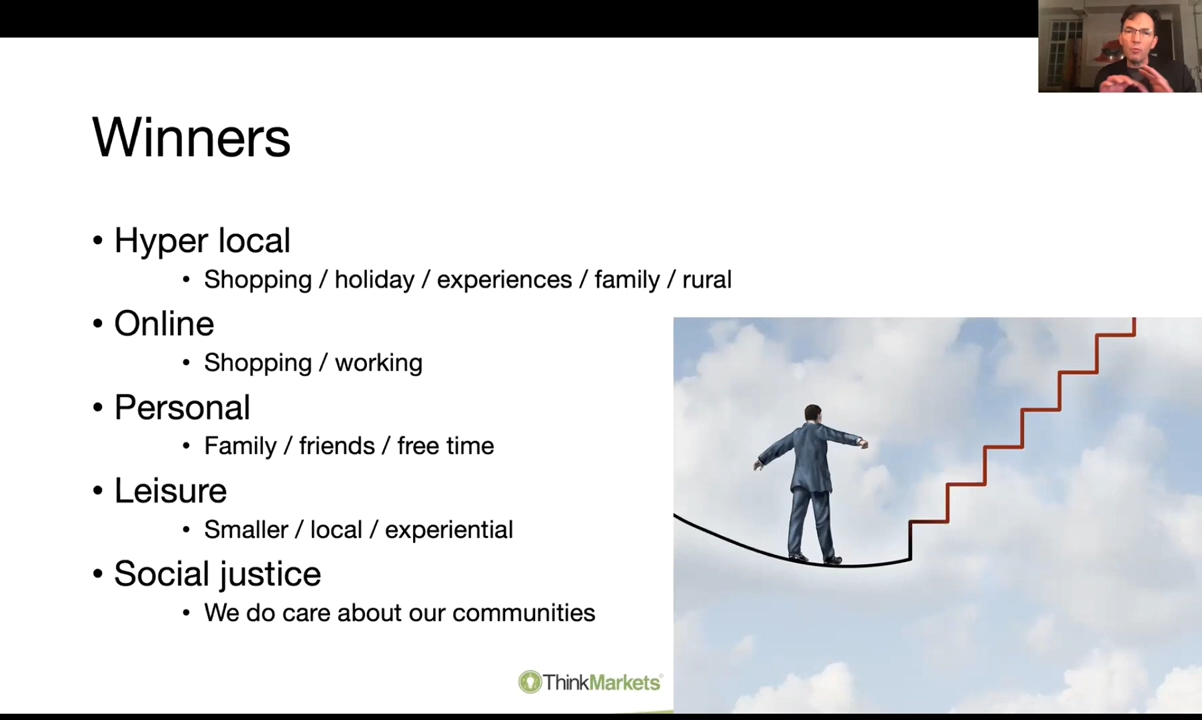 Winners
• Hyper local
• Shopping / holiday / experiences / family / rural
• Online
• Shopping / working
• Personal
• Family / friends / free time
• Leisure
• Smaller / local / experiential
• Social justice
• We do care about our communities
ThinkMarkets